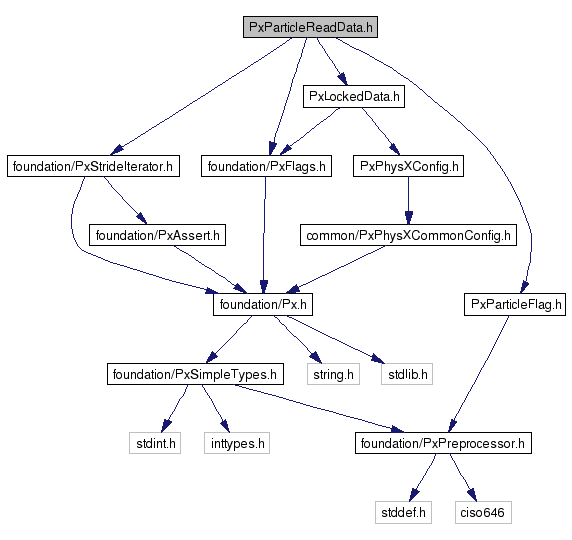 PxParticleReadData.h
PxLockedData.h
foundation/PxStrideIterator.h
foundation/PxFlags.h
PxPhysXConfig.h
foundation/PxAssert.h
common/PxPhysXCommonConfig.h
foundation/Px.h
PxParticleFlag.h
foundation/PxSimpleTypes.h
string.h
stdlib.h
stdint.h
inttypes.h
foundation/PxPreprocessor.h
stddef.h
ciso646